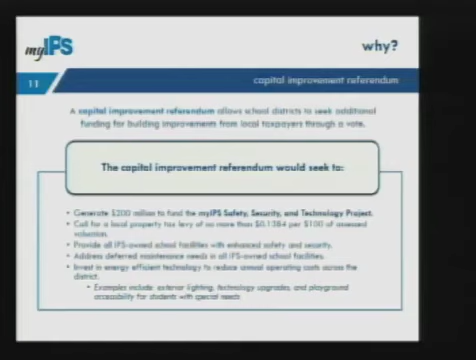 myIPS
why?
11
capital improvement referendum
A capital improvement referendum allows school districts to seek additional
funding for building improvements from local taxpayers through a vote.
The capital improvement referendum would seek to:
• Generate $200 million to fund the myIPS Safety, Security, and Technology Project.
• Call for a local property tax levy of no more than $0.1384 per $100 of assessed
valuation.
• Provide all IPS-owned school facilities with enhanced safety and security.
• Address deferred maintenance needs in all IPS-owned school facilities.
• Invest in energy efficient technology to reduce annual operating costs across the
district.
• Examples include: exterior lighting, technology upgrades, and playground
accessibility for students with special needs